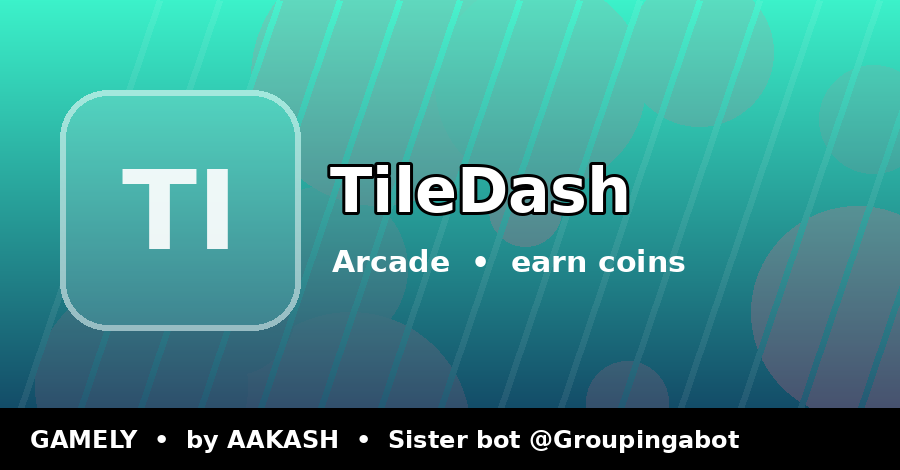 TI
TileDash
Arcade • earn coins
GAMELY • by AAKASH • Sister bot @Groupingabot